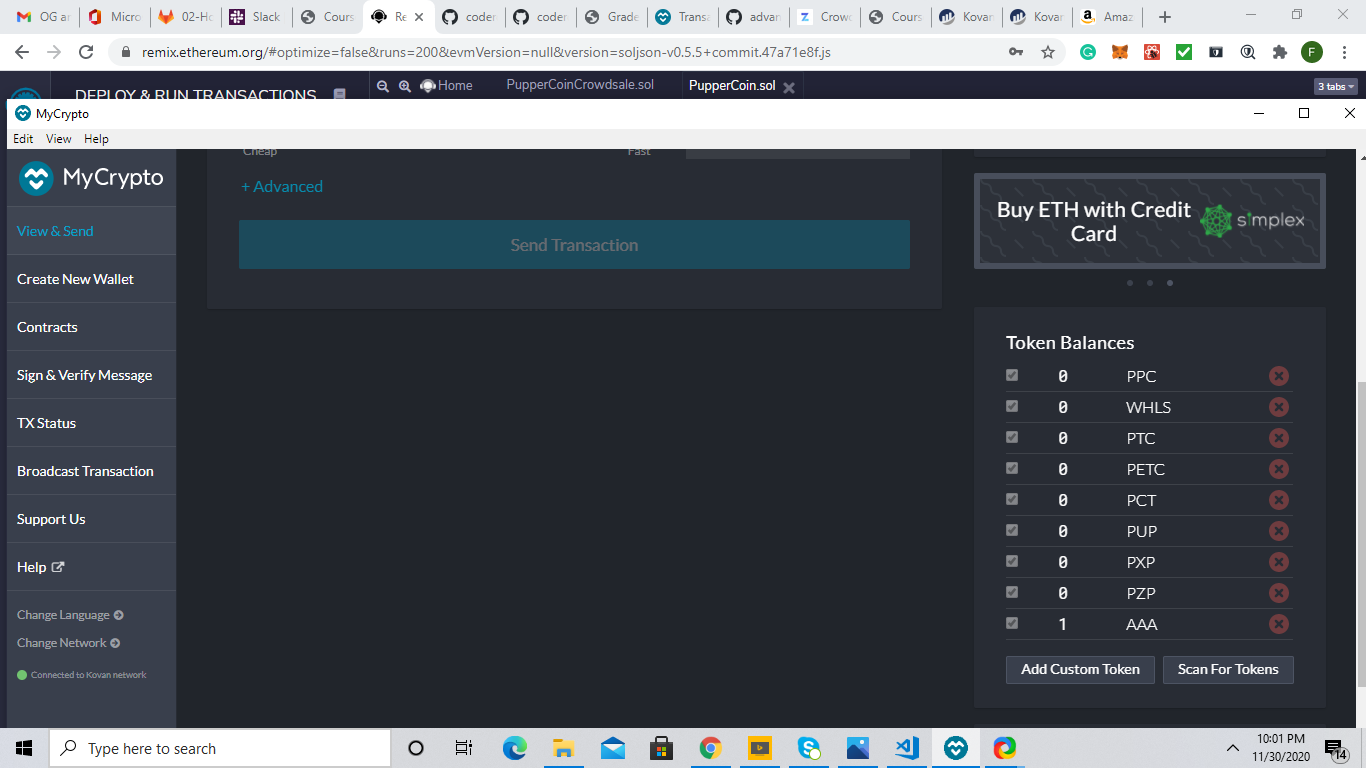 OG ar
Micro
02-Ho
Slack
Cours
Re
coder
coder
Grade
Transa
advan
Crowd
Cours
Kovan
Kovan
Amaz
remix.ethereum.org/#optimize=false&runs=200&evmVersion=null&version=soljson-v0.5.5+commit.47a71e8f.js
F
DEPLOY & RUN TRANSACTIONS
Home
PupperCoinCrowdsale.sol
PupperCoin.sol
3 tabs
MyCrypto
Edit View Help
MyCrypto
View & Send
Create New Wallet
Contracts
Sign & Verify Message
TX Status
Broadcast Transaction
Support Us
Help
Change Language
Change Network
Connected to Kovan network
Cheap
Fast
+ Advanced
Send Transaction
Buy ETH with Credit
Card
simplex
Token Balances
0 PPC
0 WHLS
0 PTC
0 PETC
0 PCT
0 PUP
0 PXP
0 PZP
1 AAA
Add Custom Token
Scan For Tokens
Type here to search
10:01 PM
11/30/2020
14